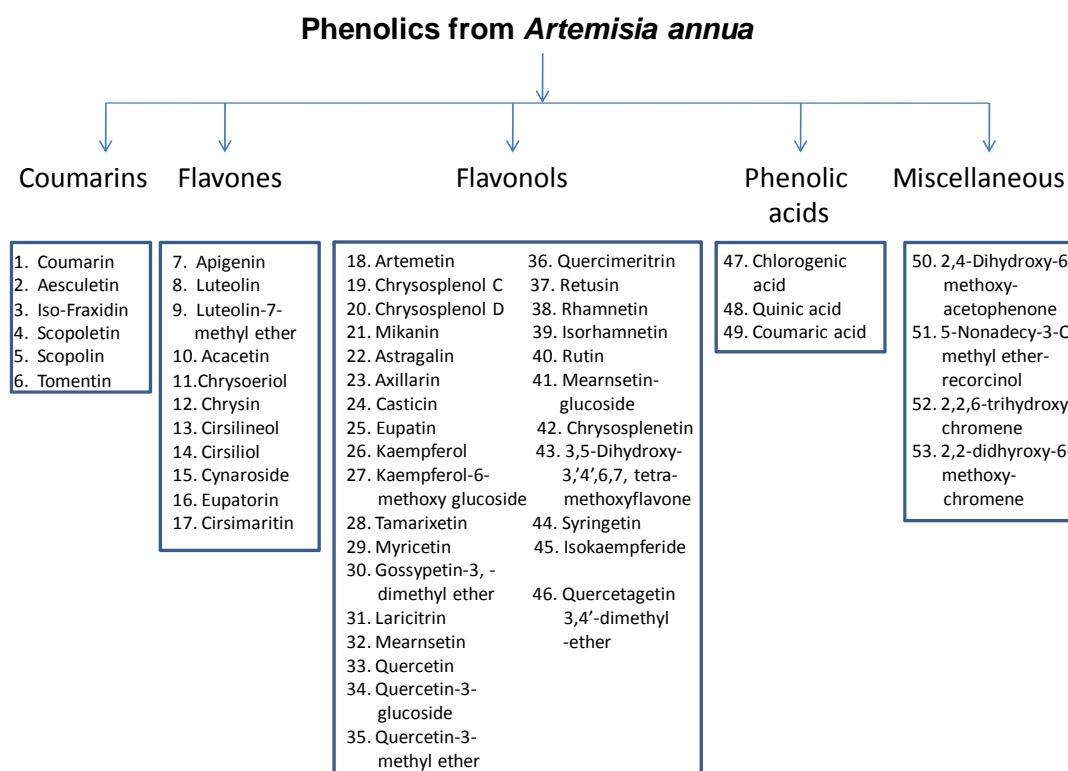 Phenolics from Artemisia annua
Coumarins
1. Coumarin
2. Aesculetin
3. Iso-Fraxidin
4. Scopoletin
5. Scopolin
6. Tomentin
Flavones
7. Apigenin
8. Luteolin
9. Luteolin-7-
methyl ether
10. Acacetin
11. Chrysoeriol
12. Chrysin
13. Cirsilineol
14. Cirsiliol
15. Cynaroside
16. Eupatorin
17. Cirsimaritin
Flavonols
18. Artemetin
19. Chrysosplenol C
20. Chrysosplenol D
21. Mikanin
22. Astragalin
23. Axillarin
24. Casticin
25. Eupatin
26. Kaempferol
27. Kaempferol-6-
methoxy glucoside
28. Tamarixetin
29. Myricetin
30. Gossypetin-3, -
dimethyl ether
31. Laricitrin
32. Mearnsetin
33. Quercetin
34. Quercetin-3-
glucoside
35. Quercetin-3-
methyl ether
36. Quercimeritrin
37. Retusin
38. Rhamnetin
39. Isorhamnetin
40. Rutin
41. Mearnsetin-
glucoside
42. Chrysosplenetin
43. 3,5-Dihydroxy-
3,’4’,6,7, tetra-
methoxyflavone
44. Syringetin
45. Isokaempferide
46. Quercetagetin
3,4’-dimethyl
-ether
Phenolic
acids
47. Chlorogenic
acid
48. Quinic acid
49. Coumaric acid
Miscellaneous
50. 2,4-Dihydroxy-6
methoxy-
acetophenone
51. 5-Nonadecy-3-O
methyl ether-
recorcinol
52. 2,2,6-trihydroxy
chromene
53. 2,2-didhyroxy-6-
methoxy-
chromene